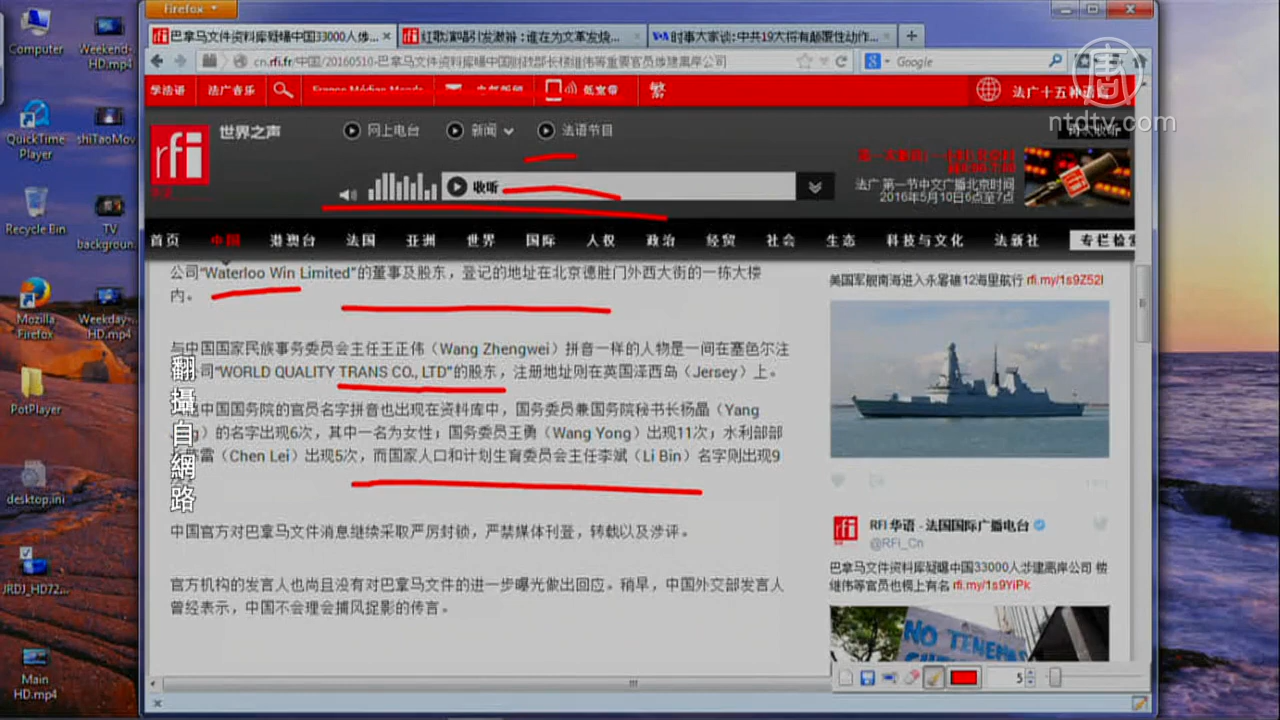 Firefox
巴拿马文件资料库疑曝中国33000人涉...
红歌演唱引发激辩：谁在为文革发烧...
VOA 时事大家谈:中共19大将有颠覆性动作...
cn.rfi.fr/中国/20160510-巴拿马文件资料库曝中国财政部长楼继伟等重要官员涉建离岸公司
Google
学法语
法广音乐
France Médias Monde
低宽带
繁
法广十五种语言
ntdtv.com
rfi
世界之声
网上电台
新闻
法语节目
收听
法广 第一节中文广播北京时间
2016年5月10日6点至7点
首页 中国 港澳台 法国 亚洲 世界 国际 人权 政治 经贸 社会 生态 科技与文化 法新社 专栏检索
公司“Waterloo Win Limited”的董事及股东，登记的地址在北京德胜门外西大街的一栋大楼
内。
与中国国家民族事务委员会主任王正伟（Wang Zhengwei）拼音一样的人物是一间在塞色尔注
公司“WORLD QUALITY TRANS CO., LTD”的股东，注册地址则在英国泽西岛（Jersey）上。
中国国务院的官员名字拼音也出现在资料库中，国务委员兼国务院秘书长杨晶（Yang
）的名字出现6次，其中一名为女性；国务委员王勇（Wang Yong）出现11次；水利部部
雷（Chen Lei）出现5次，而国家人口和计划生育委员会主任李斌（Li Bin）名字则出现9
中国官方对巴拿马文件消息继续采取严厉封锁，严禁媒体刊登，转载以及涉评。
官方机构的发言人也尚且没有对巴拿马文件的进一步曝光做出回应。稍早，中国外交部发言人
曾经表示，中国不会理会捕风捉影的传言。
翻攝自網路
美国军舰南海进入永暑礁12海里航行 rfi.my/1s9Z52I
rfi
RFI 华语 - 法国国际广播电台
@RFI_Cn
巴拿马文件资料库疑曝中国33000人涉建离岸公司 楼
继伟等官员也榜上有名 rfi.my/1s9YiPk
NO TENEMAS
5
Computer
Weekend-HD.mp4
QuickTime Player
shiTaoMov
Recycle Bin
TV backgroun...
Mozilla Firefox
Weekday-HD.mp4
PotPlayer
desktop.ini
JRDJ_HD72...
Main HD.mp4